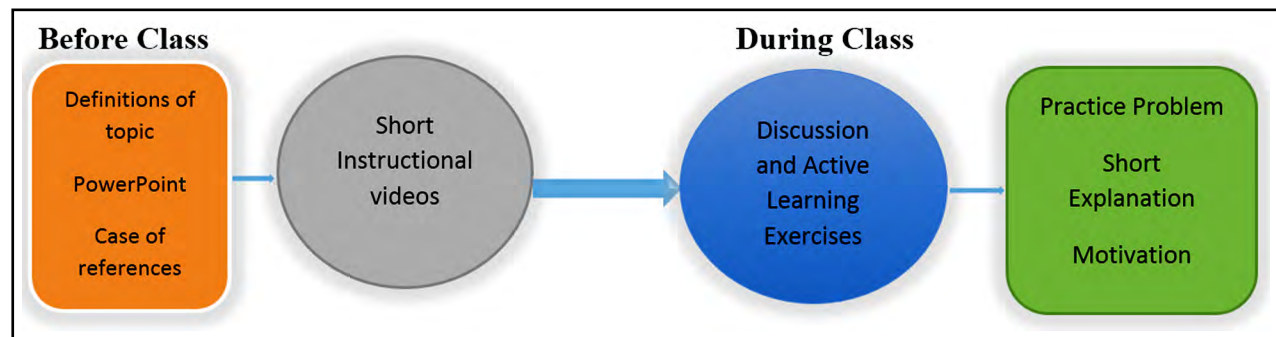 Before Class
Definitions of
topic
PowerPoint
Case of
references
Short
Instructional
videos
During Class
Discussion
and Active
Learning
Exercises
Practice Problem
Short
Explanation
Motivation